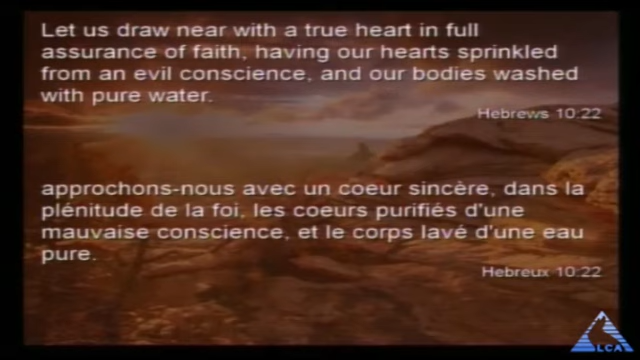 Let us draw near with a true heart in full
assurance of faith, having our hearts sprinkled
from an evil conscience, and our bodies washed
with pure water.
Hebrews 10:22
approchons-nous avec un coeur sincère, dans la
plénitude de la foi, les coeurs purifiés d'une
mauvaise conscience, et le corps lavé d'une eau
pure.
Hebreux 10:22
LCA